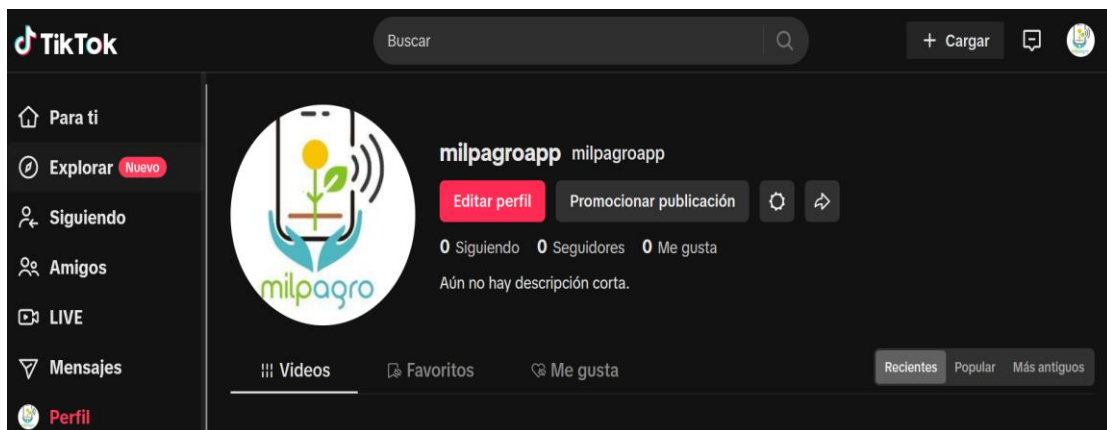 TikTok
Buscar
+ Cargar
Para ti
Explorar Nuevo
Siguiendo
Amigos
LIVE
Mensajes
Perfil
milpagro
milpagroapp milpagroapp
Editar perfil Promocionar publicación
0 Siguiendo 0 Seguidores 0 Me gusta
Aún no hay descripción corta.
Videos Favoritos Me gusta
Recientes Popular Más antiguos